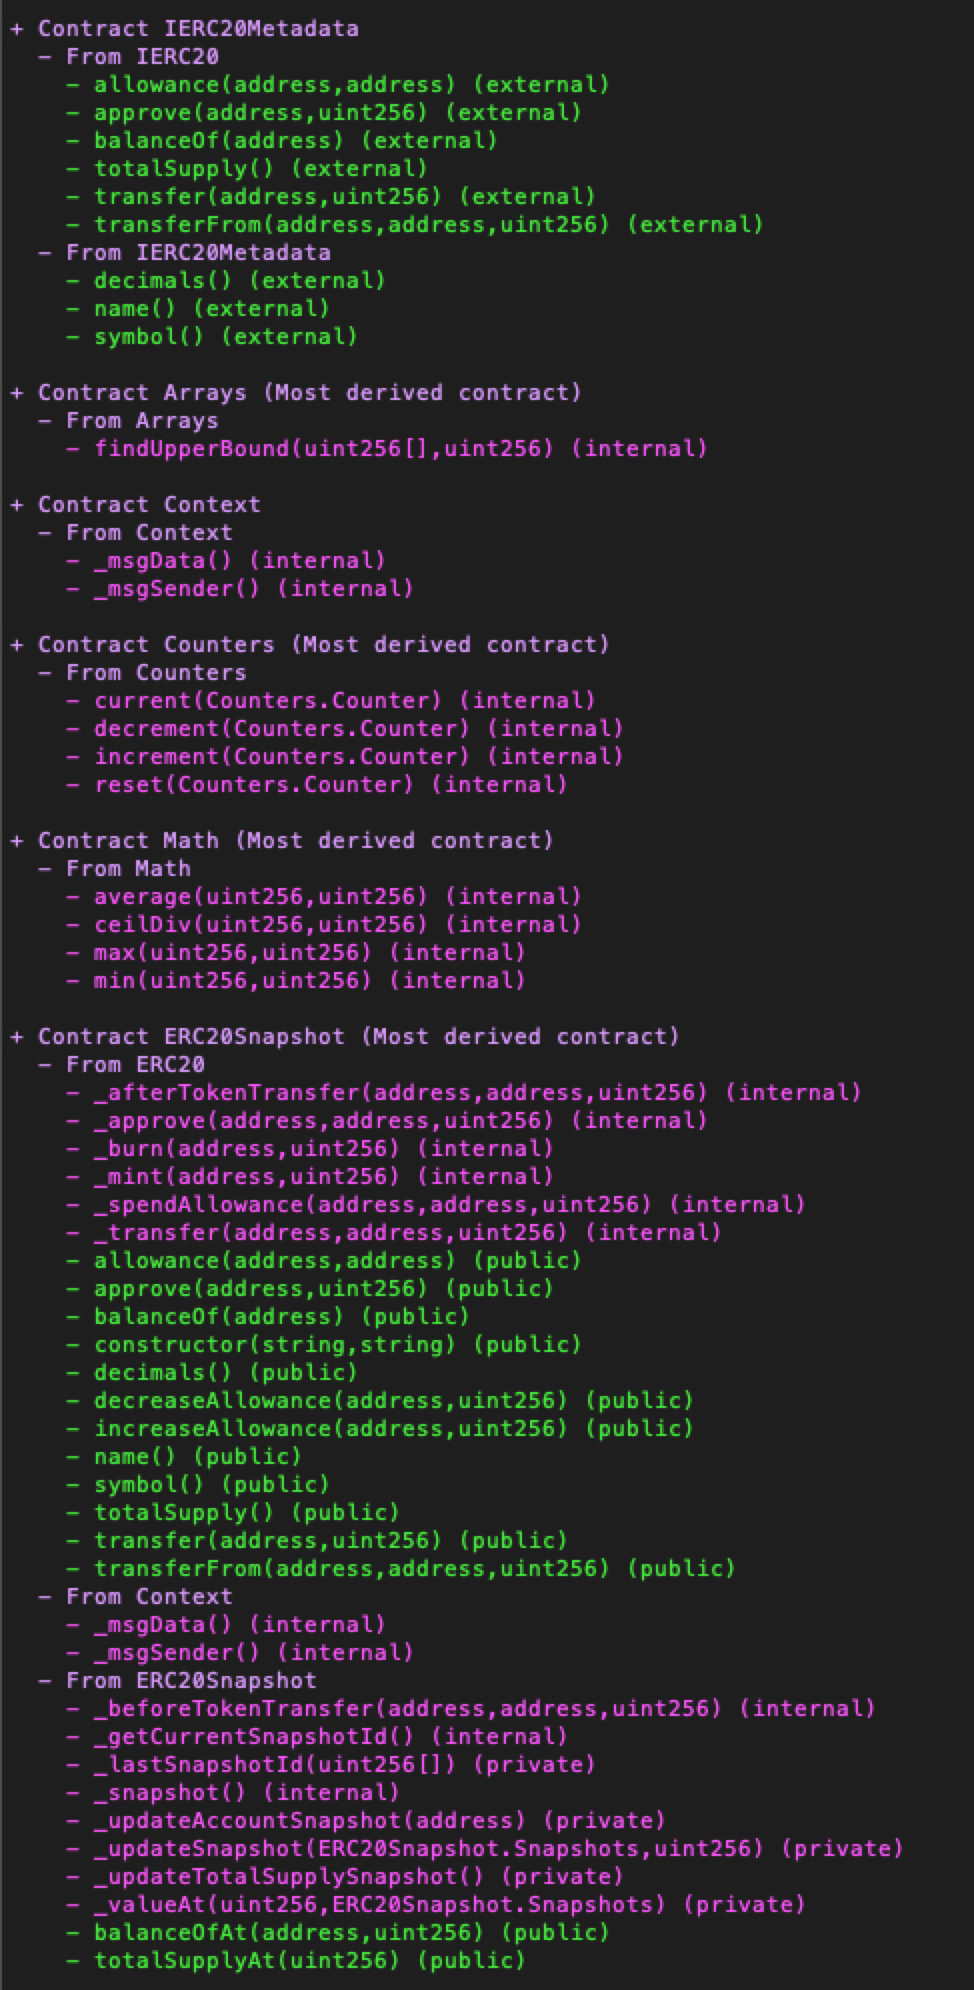 + Contract IERC20Metadata
  – From IERC20
    – allowance(address,address) (external)
    – approve(address,uint256) (external)
    – balanceOf(address) (external)
    – totalSupply() (external)
    – transfer(address,uint256) (external)
    – transferFrom(address,address,uint256) (external)
  – From IERC20Metadata
    – decimals() (external)
    – name() (external)
    – symbol() (external)

+ Contract Arrays (Most derived contract)
  – From Arrays
    – findUpperBound(uint256[],uint256) (internal)

+ Contract Context
  – From Context
    – _msgData() (internal)
    – _msgSender() (internal)

+ Contract Counters (Most derived contract)
  – From Counters
    – current(Counters.Counter) (internal)
    – decrement(Counters.Counter) (internal)
    – increment(Counters.Counter) (internal)
    – reset(Counters.Counter) (internal)

+ Contract Math (Most derived contract)
  – From Math
    – average(uint256,uint256) (internal)
    – ceilDiv(uint256,uint256) (internal)
    – max(uint256,uint256) (internal)
    – min(uint256,uint256) (internal)

+ Contract ERC20Snapshot (Most derived contract)
  – From ERC20
    – _afterTokenTransfer(address,address,uint256) (internal)
    – _approve(address,address,uint256) (internal)
    – _burn(address,uint256) (internal)
    – _mint(address,uint256) (internal)
    – _spendAllowance(address,address,uint256) (internal)
    – _transfer(address,address,uint256) (internal)
    – allowance(address,address) (public)
    – approve(address,uint256) (public)
    – balanceOf(address) (public)
    – constructor(string,string) (public)
    – decimals() (public)
    – decreaseAllowance(address,uint256) (public)
    – increaseAllowance(address,uint256) (public)
    – name() (public)
    – symbol() (public)
    – totalSupply() (public)
    – transfer(address,uint256) (public)
    – transferFrom(address,address,uint256) (public)
  – From Context
    – _msgData() (internal)
    – _msgSender() (internal)
  – From ERC20Snapshot
    – _beforeTokenTransfer(address,address,uint256) (internal)
    – _getCurrentSnapshotId() (internal)
    – _lastSnapshotId(uint256[]) (private)
    – _snapshot() (internal)
    – _updateAccountSnapshot(address) (private)
    – _updateSnapshot(ERC20Snapshot.Snapshots,uint256) (private)
    – _updateTotalSupplySnapshot() (private)
    – _valueAt(uint256,ERC20Snapshot.Snapshots) (private)
    – balanceOfAt(address,uint256) (public)
    – totalSupplyAt(uint256) (public)